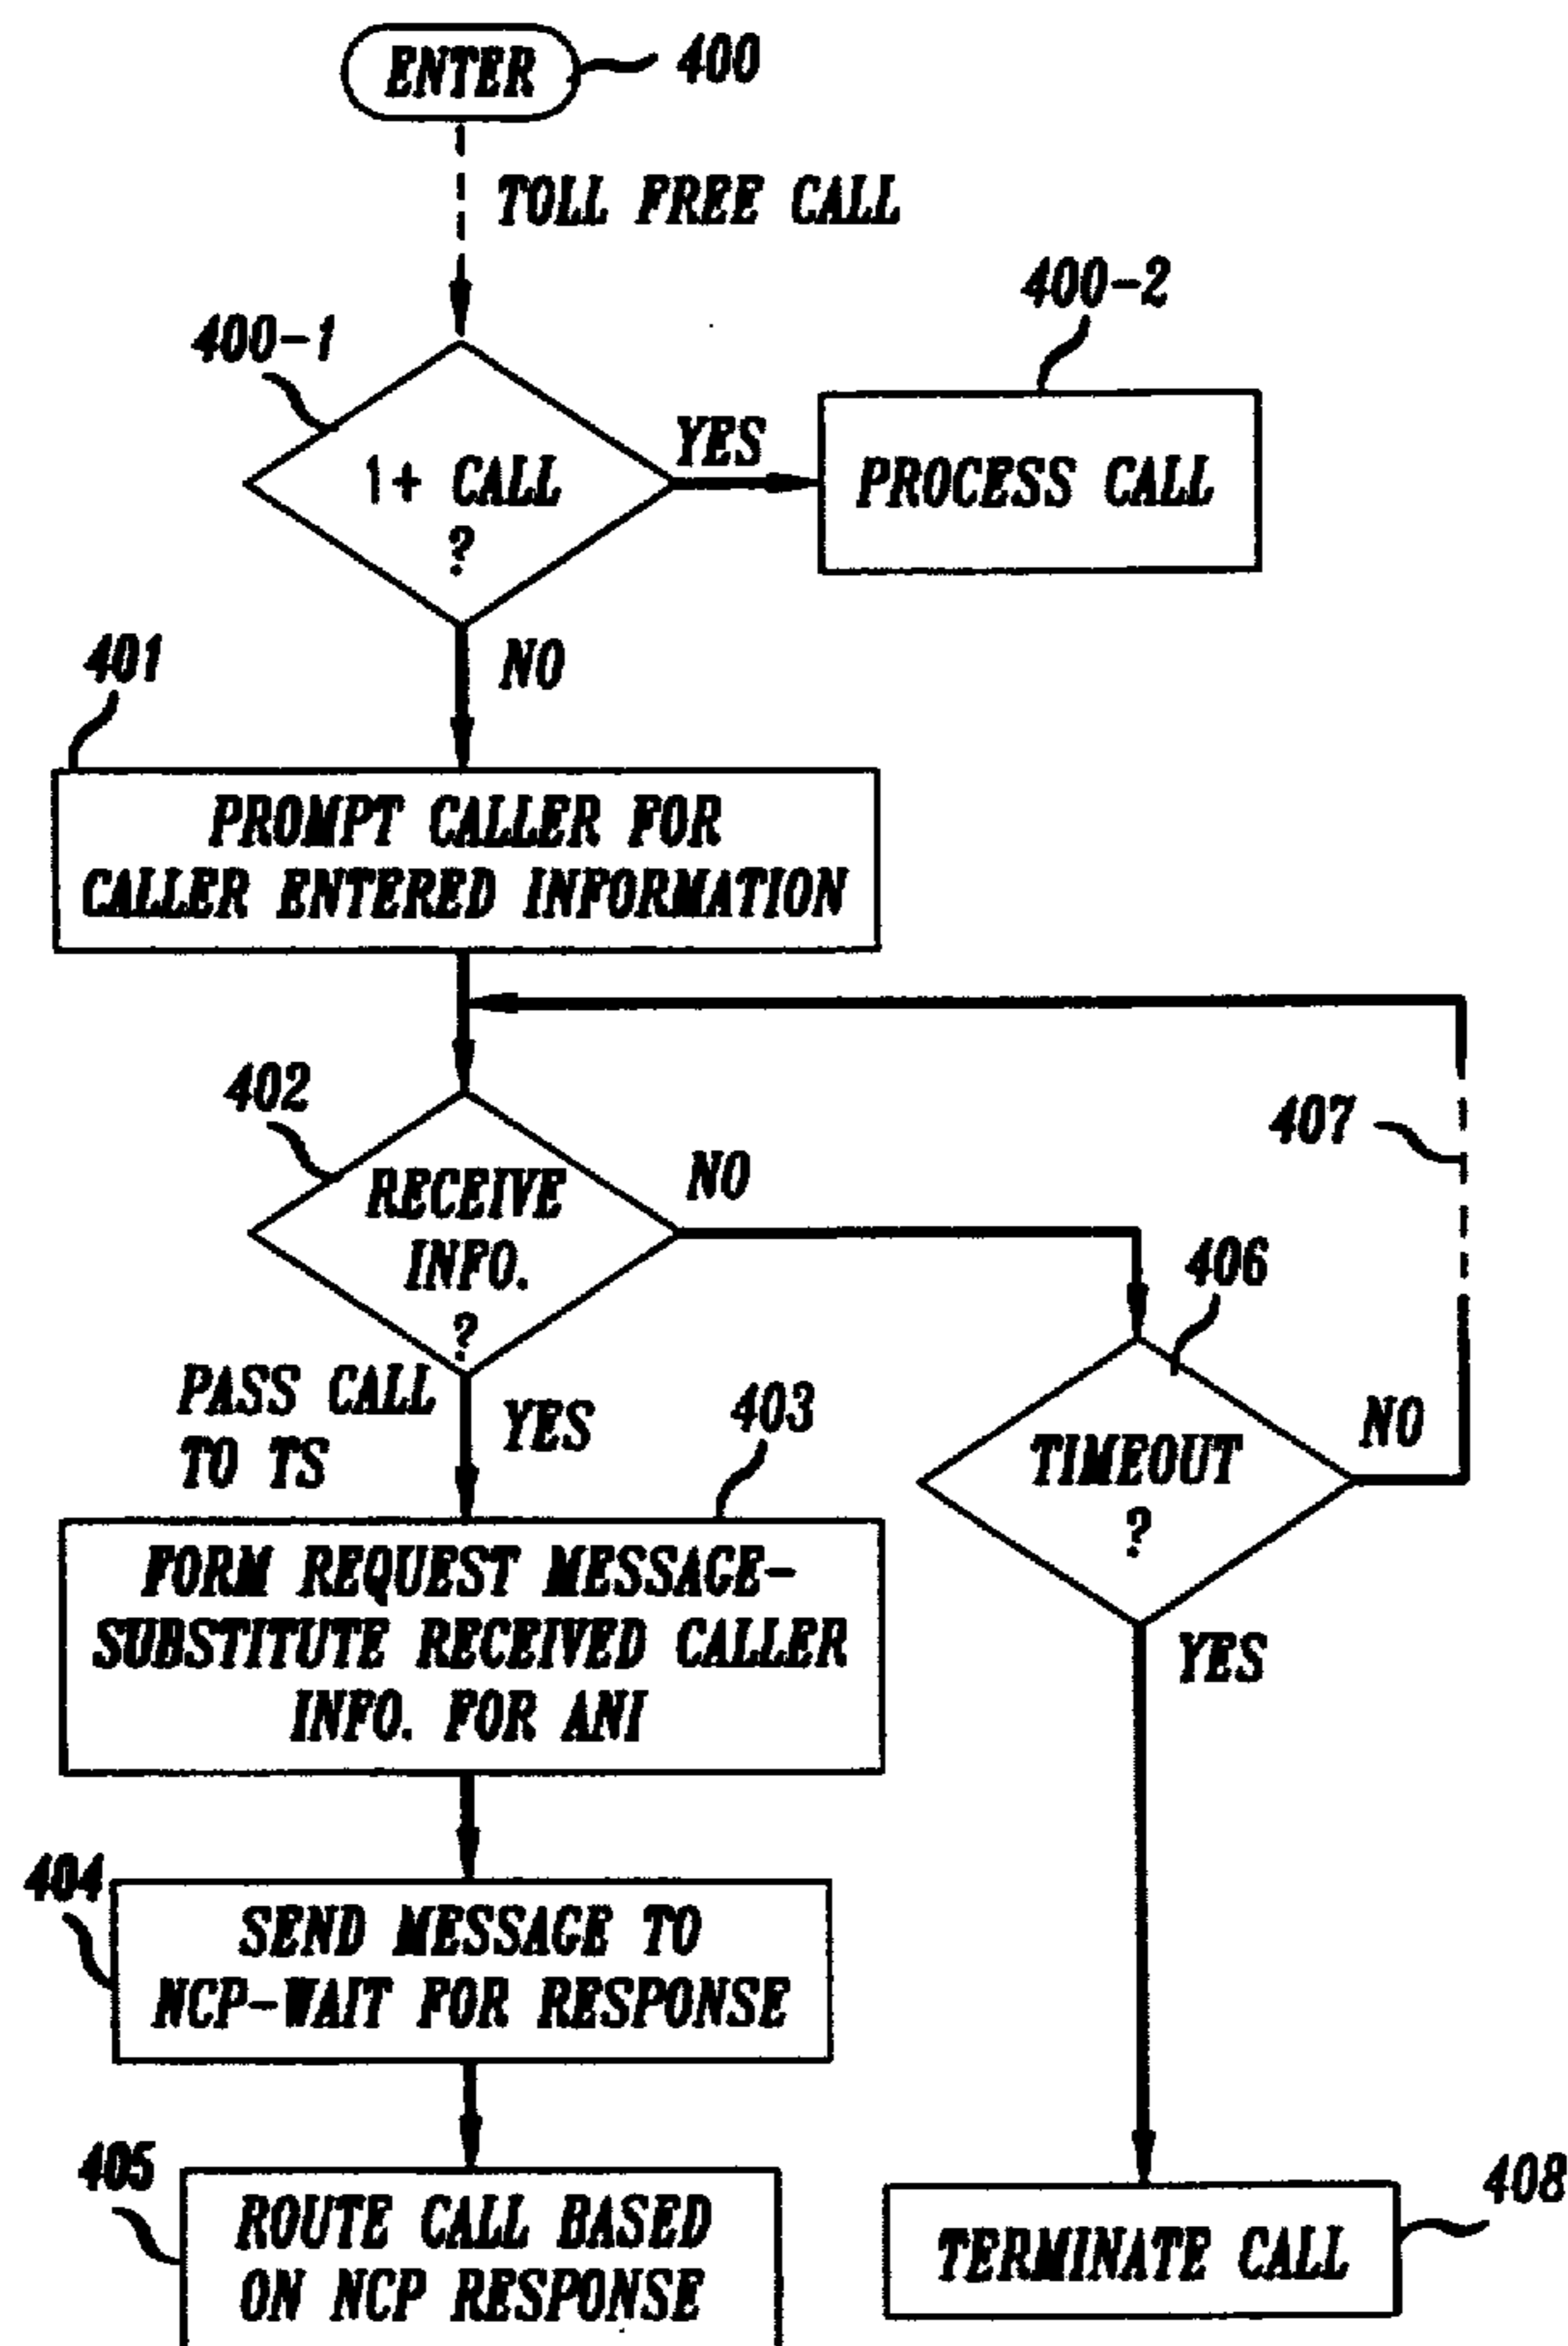 ENTER
400
TOLL FREE CALL
400-2
400-1
1+ CALL
?
YES
PROCESS CALL
NO
401
PROMPT CALLER FOR
CALLER ENTERED INFORMATION
402
RECEIVE
INFO.
?
NO
407
406
PASS CALL
TO TS
YES
403
TIMEOUT
?
NO
FORM REQUEST MESSAGE-
SUBSTITUTE RECEIVED CALLER
INFO. FOR ANI
YES
404
SEND MESSAGE TO
NCP-WAIT FOR RESPONSE
405
ROUTE CALL BASED
ON NCP RESPONSE
TERMINATE CALL
408